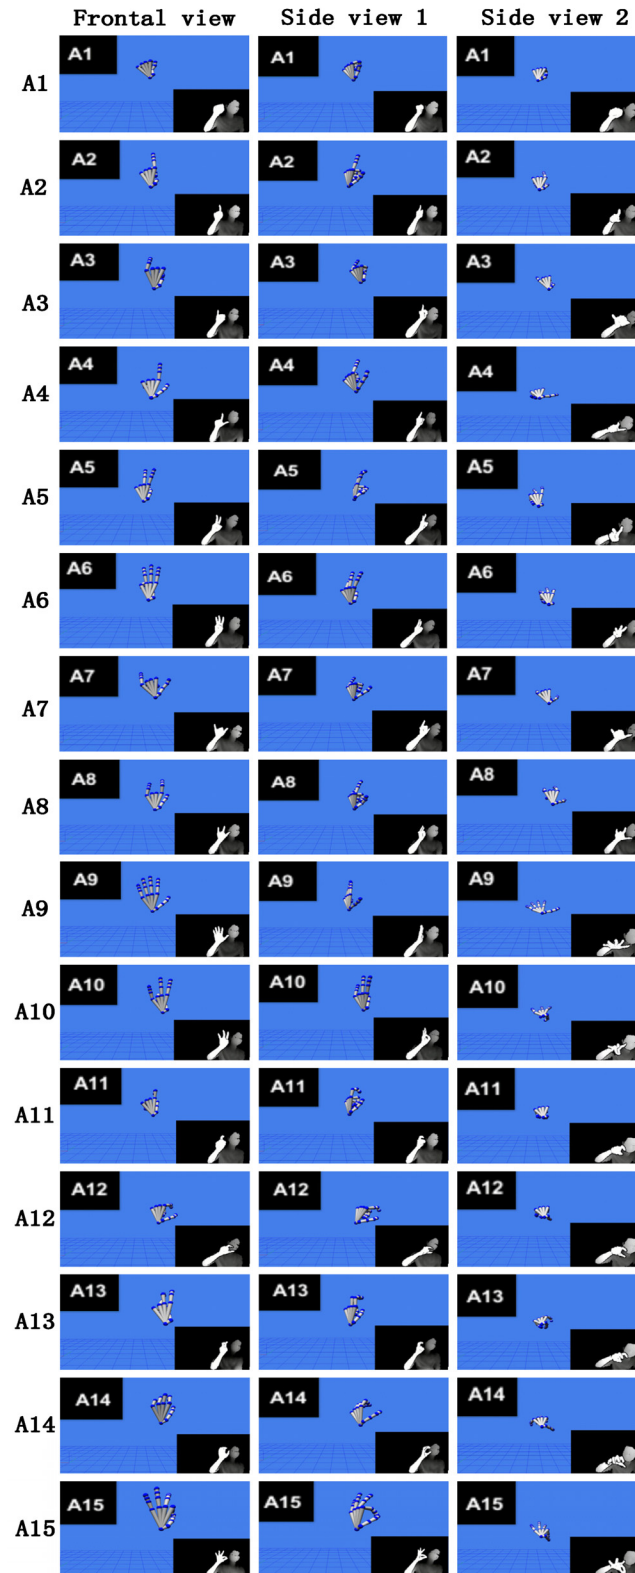 Frontal view Side view 1 Side view 2
A1 A1 A1 A1
A2 A2 A2 A2
A3 A3 A3 A3
A4 A4 A4 A4
A5 A5 A5 A5
A6 A6 A6 A6
A7 A7 A7 A7
A8 A8 A8 A8
A9 A9 A9 A9
A10 A10 A10 A10
A11 A11 A11 A11
A12 A12 A12 A12
A13 A13 A13 A13
A14 A14 A14 A14
A15 A15 A15 A15